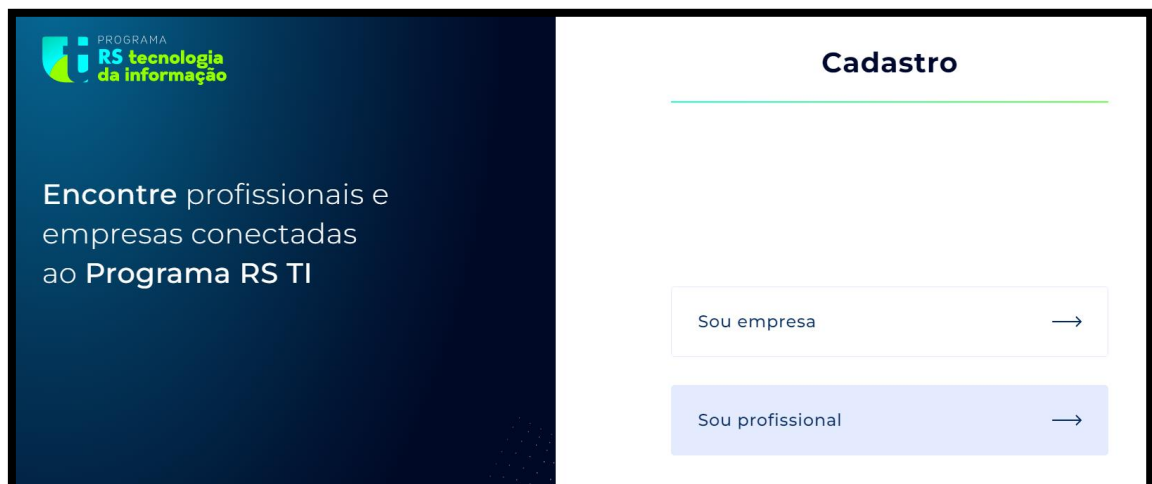 PROGRAMA
RS tecnologia
da informação
Encontre profissionais e
empresas conectadas
ao Programa RS TI
Cadastro
Sou empresa
Sou profissional